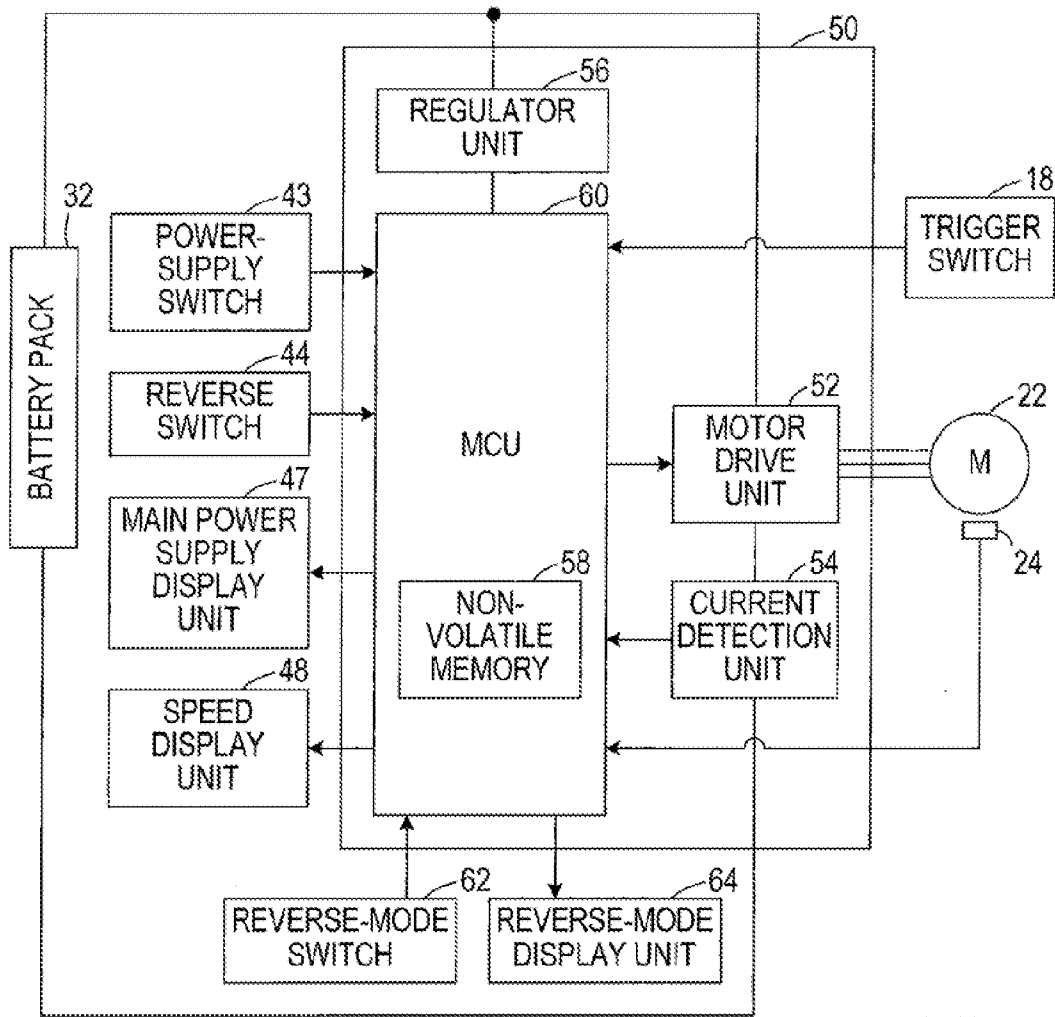 50
56
REGULATOR
UNIT
32
BATTERY PACK
43
POWER-
SUPPLY
SWITCH
60
MCU
18
TRIGGER
SWITCH
44
REVERSE
SWITCH
52
MOTOR
DRIVE
UNIT
22
M
24
47
MAIN POWER
SUPPLY
DISPLAY
UNIT
58
NON-
VOLATILE
MEMORY
54
CURRENT
DETECTION
UNIT
48
SPEED
DISPLAY
UNIT
62
REVERSE-MODE
SWITCH
64
REVERSE-MODE
DISPLAY UNIT